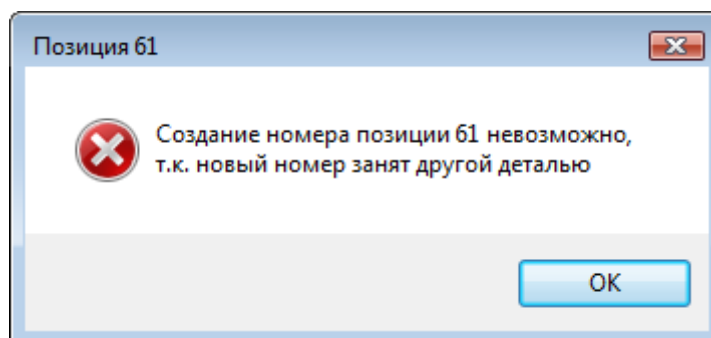 Позиция 61
Создание номера позиции 61 невозможно,
т.к. новый номер занят другой деталью
OK